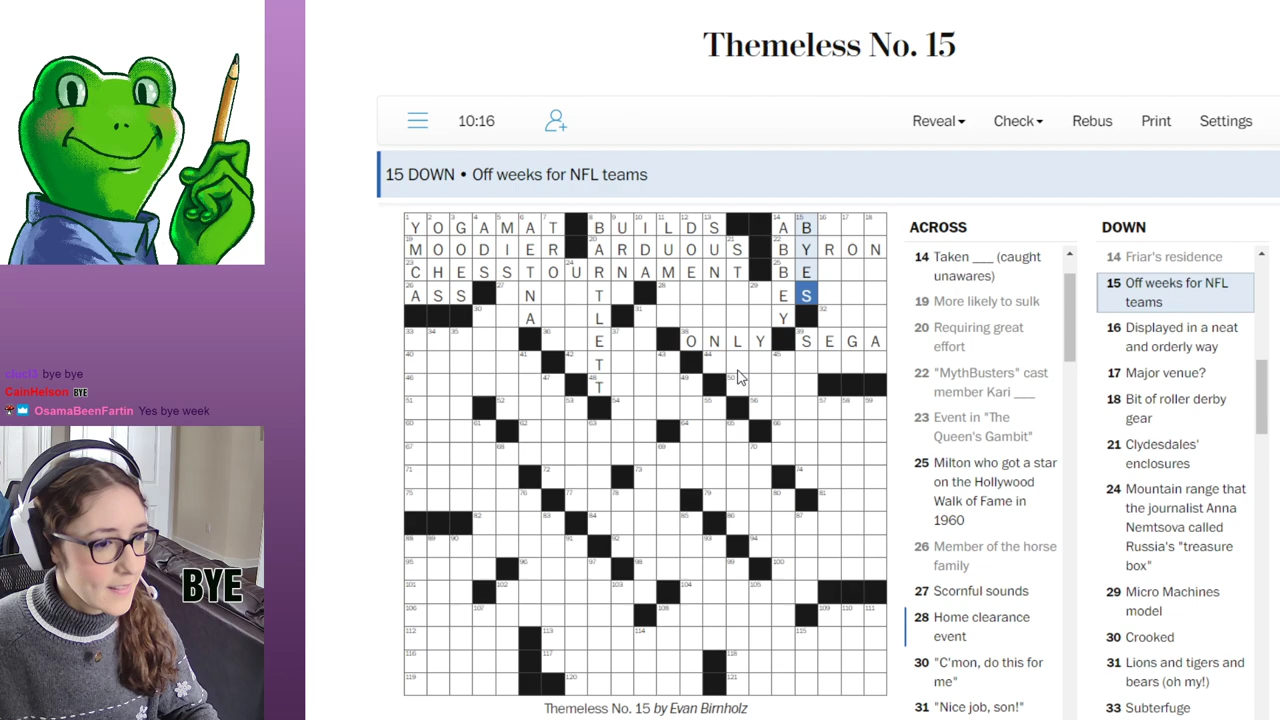 Themeless No. 15
10:16
Reveal
Check
Rebus
Print
Settings
15 DOWN • Off weeks for NFL teams
YOGAMAT BUILDS AB
MOODIER ARDUOUS BYRON
CHESSTOURNAMENT BE
ASS N T ES
A L Y
E ONLY SEGA
T
T
ACROSS
14 Taken ___ (caught
unawares)
19 More likely to sulk
20 Requiring great
effort
22 "MythBusters" cast
member Kari ___
23 Event in "The
Queen's Gambit"
25 Milton who got a star
on the Hollywood
Walk of Fame in
1960
26 Member of the horse
family
27 Scornful sounds
28 Home clearance
event
30 "C'mon, do this for
me"
31 "Nice job, son!"
DOWN
14 Friar's residence
15 Off weeks for NFL
teams
16 Displayed in a neat
and orderly way
17 Major venue?
18 Bit of roller derby
gear
21 Clydesdales'
enclosures
24 Mountain range that
the journalist Anna
Nemtsova called
Russia's "treasure
box"
29 Micro Machines
model
30 Crooked
31 Lions and tigers and
bears (oh my!)
33 Subterfuge
bye bye
CainHelson BYE
OsamaBeenFartin Yes bye week
BYE
Themeless No. 15 by Evan Birnholz